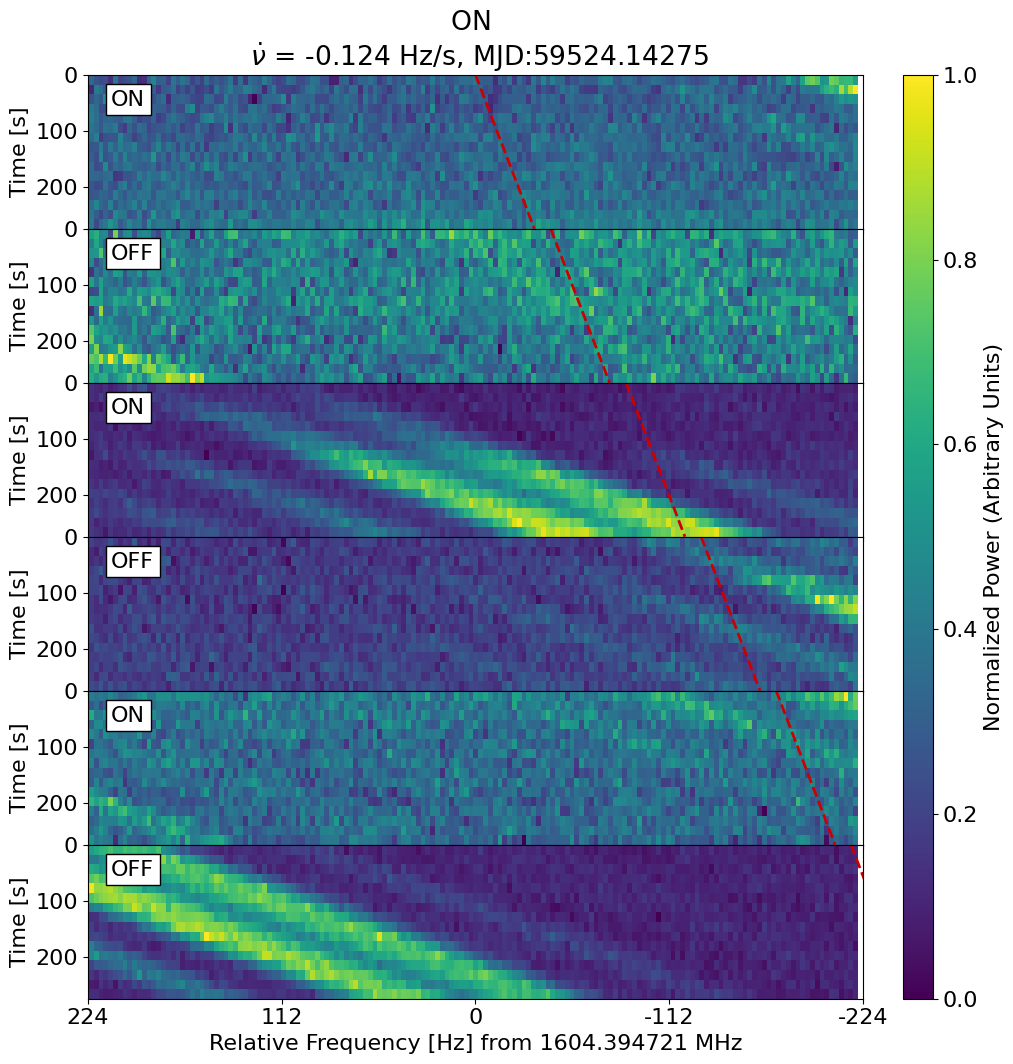 ON
ν̇ = -0.124 Hz/s, MJD:59524.14275
0
100
200
Time [s]
ON
0
100
200
Time [s]
OFF
0
100
200
Time [s]
ON
0
100
200
Time [s]
OFF
0
100
200
Time [s]
ON
0
100
200
Time [s]
OFF
224 112 0 -112 -224
Relative Frequency [Hz] from 1604.394721 MHz
1.0
0.8
0.6
0.4
0.2
0.0
Normalized Power (Arbitrary Units)